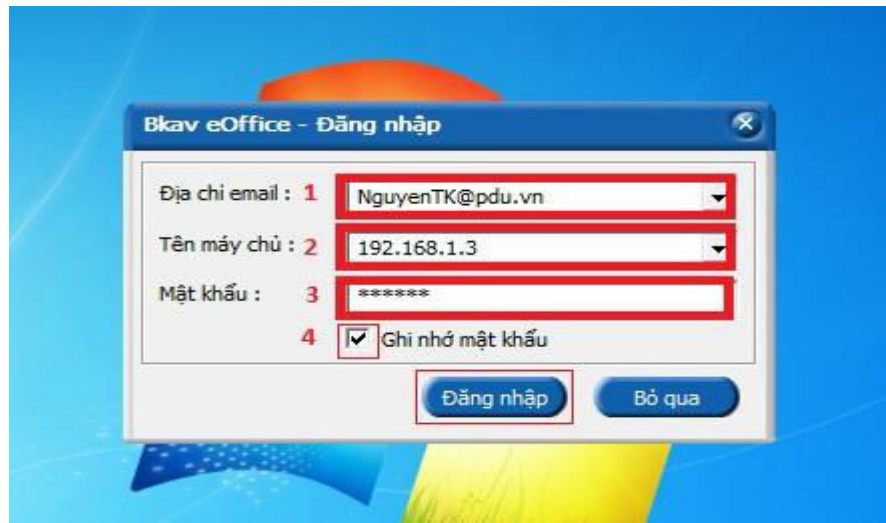 Bkav eOffice - Đăng nhập
Địa chỉ email : 1 NguyenTK@pdu.vn
Tên máy chủ : 2 192.168.1.3
Mật khẩu : 3 ******
4 Ghi nhớ mật khẩu
Đăng nhập Bỏ qua